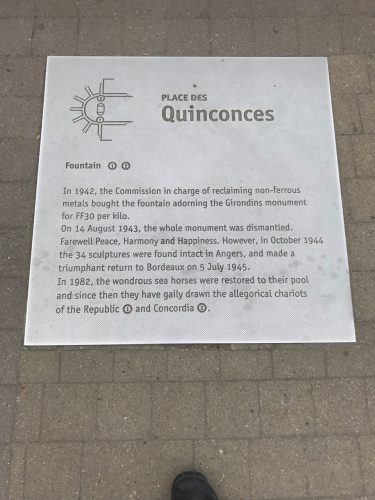 PLACE DES
Quinconces
Fountain ① ②
In 1942, the Commission in charge of reclaiming non-ferrous
metals bought the fountain adorning the Girondins monument
for FF30 per kilo.
On 14 August 1943, the whole monument was dismantled.
Farewell Peace, Harmony and Happiness. However, in October 1944
the 34 sculptures were found intact in Angers, and made a
triumphant return to Bordeaux on 5 July 1945.
In 1982, the wondrous sea horses were restored to their pool
and since then they have gaily drawn the allegorical chariots
of the Republic ① and Concordia ②.